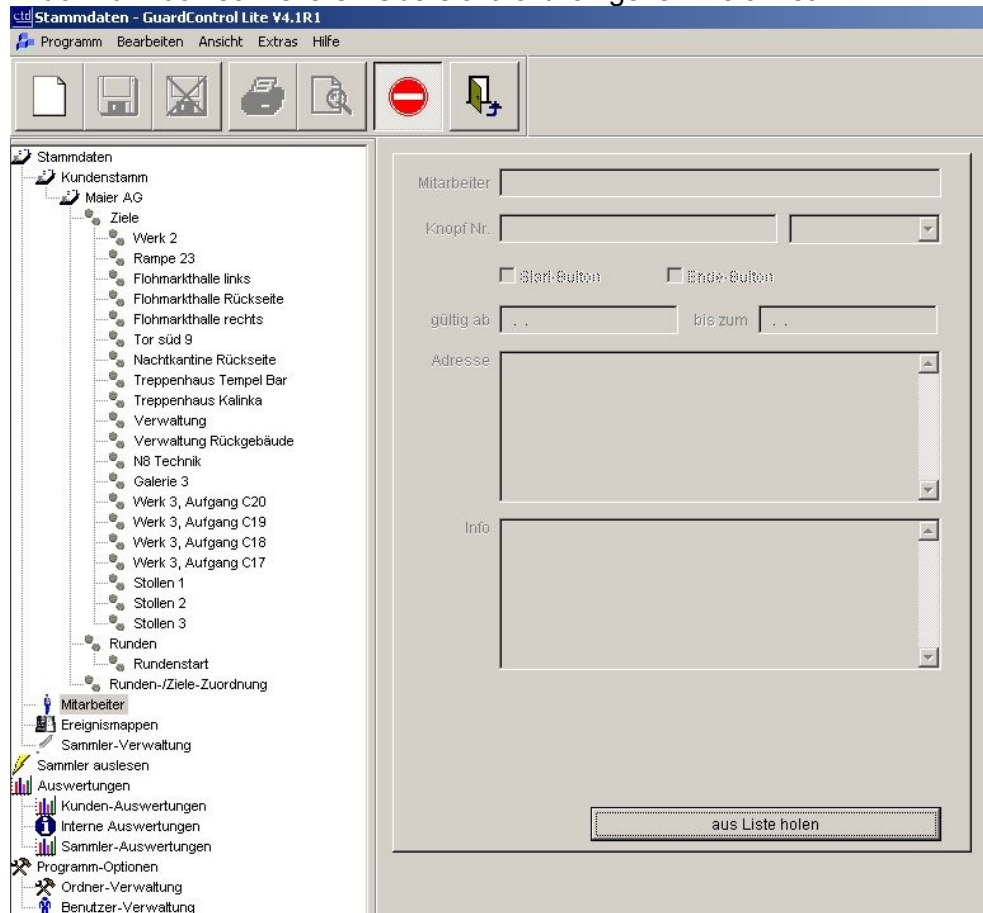 ctd Stammdaten - GuardControl Lite V4.1R1
Programm Bearbeiten Ansicht Extras Hilfe
Stammdaten
Kundenstamm
Maier AG
Ziele
Werk 2
Rampe 23
Flohmarkthalle links
Flohmarkthalle Rückseite
Flohmarkthalle rechts
Tor süd 9
Nachtkantine Rückseite
Treppenhaus Tempel Bar
Treppenhaus Kalinka
Verwaltung
Verwaltung Rückgebäude
N8 Technik
Galerie 3
Werk 3, Aufgang C20
Werk 3, Aufgang C19
Werk 3, Aufgang C18
Werk 3, Aufgang C17
Stollen 1
Stollen 2
Stollen 3
Runden
Rundenstart
Runden-/Ziele-Zuordnung
Mitarbeiter
Ereignismappen
Sammler-Verwaltung
Sammler auslesen
Auswertungen
Kunden-Auswertungen
Interne Auswertungen
Sammler-Auswertungen
Programm-Optionen
Ordner-Verwaltung
Benutzer-Verwaltung
Mitarbeiter
Knopf Nr.
Start-Button Ende-Button
gültig ab . . bis zum . .
Adresse
Info
aus Liste holen